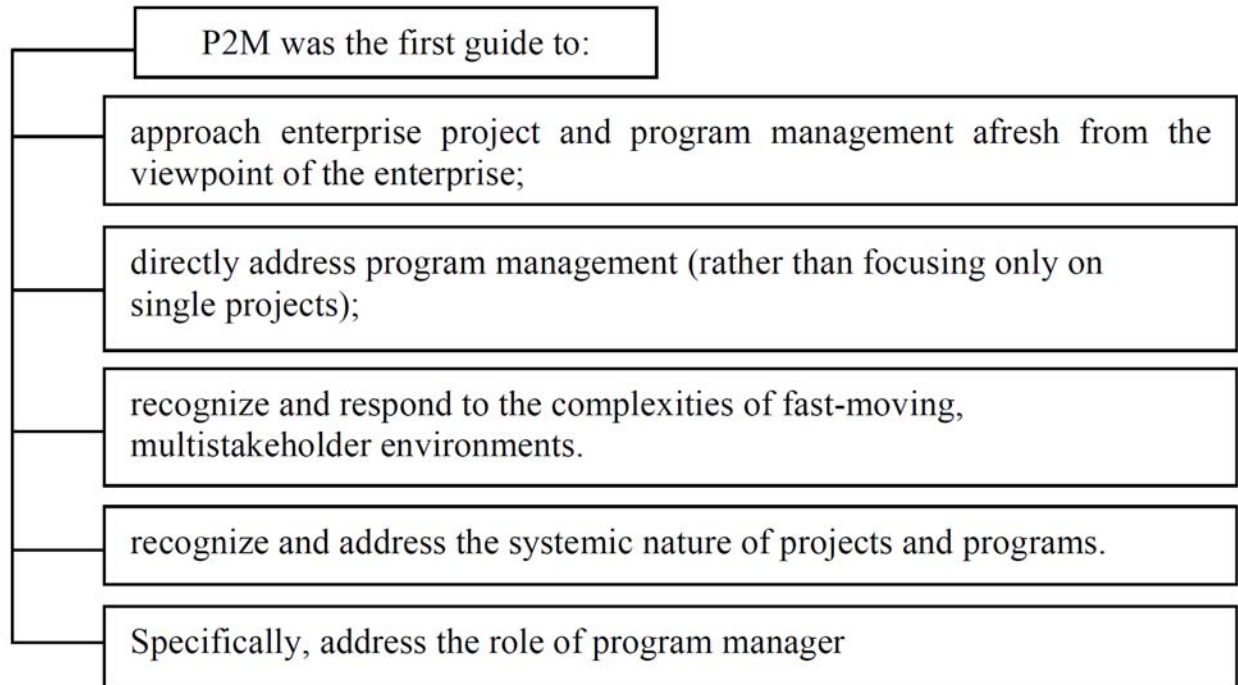 P2M was the first guide to:
approach enterprise project and program management afresh from the
viewpoint of the enterprise;
directly address program management (rather than focusing only on
single projects);
recognize and respond to the complexities of fast-moving,
multistakeholder environments.
recognize and address the systemic nature of projects and programs.
Specifically, address the role of program manager